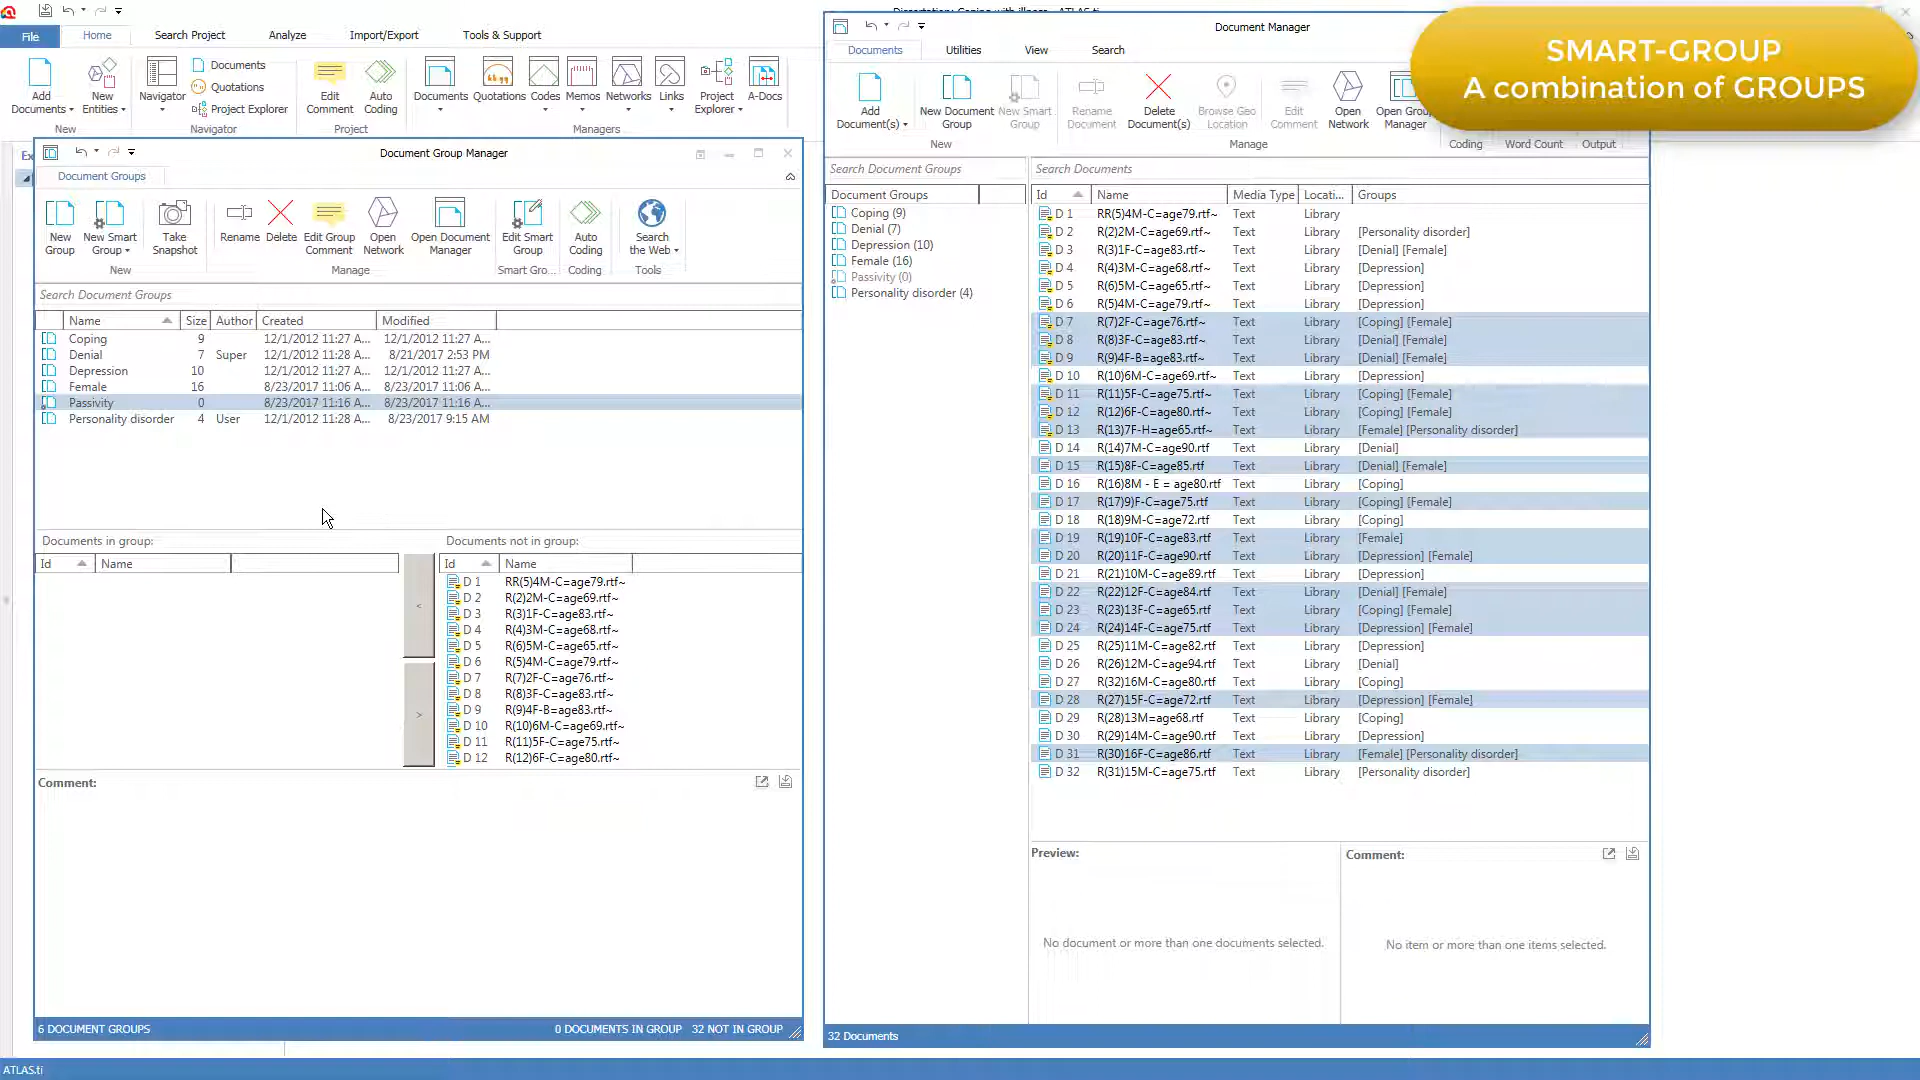 Dissertation: Coping with illness - ATLAS.ti
File
Home
Search Project
Analyze
Import/Export
Tools & Support
Add Documents
New Entities
Navigator
Documents
Quotations
Project Explorer
Edit Comment
Auto Coding
Documents
Quotations
Codes
Memos
Networks
Links
Project Explorer
A-Docs
New
Navigator
Project
Managers
Ex
Document Group Manager
Document Groups
New Group
New Smart Group
Take Snapshot
Rename
Delete
Edit Group Comment
Open Network
Open Document Manager
Edit Smart Group
Auto Coding
Search the Web
New
Manage
Smart Gro...
Coding
Tools
Search Document Groups
Name Size Author Created Modified
Coping 9 12/1/2012 11:27 A... 12/1/2012 11:27 A...
Denial 7 Super 12/1/2012 11:28 A... 8/21/2017 2:53 PM
Depression 10 12/1/2012 11:27 A... 12/1/2012 11:27 A...
Female 16 8/23/2017 11:06 A... 8/23/2017 11:06 A...
Passivity 0 8/23/2017 11:16 A... 8/23/2017 11:16 A...
Personality disorder 4 User 12/1/2012 11:28 A... 8/23/2017 9:15 AM
Documents in group:
Id Name
<
>
Documents not in group:
Id Name
D 1 RR(5)4M-C=age79.rtf~
D 2 R(2)2M-C=age69.rtf~
D 3 R(3)1F-C=age83.rtf~
D 4 R(4)3M-C=age68.rtf~
D 5 R(6)5M-C=age65.rtf~
D 6 R(5)4M-C=age79.rtf~
D 7 R(7)2F-C=age76.rtf~
D 8 R(8)3F-C=age83.rtf~
D 9 R(9)4F-B=age83.rtf~
D 10 R(10)6M-C=age69.rtf~
D 11 R(11)5F-C=age75.rtf~
D 12 R(12)6F-C=age80.rtf~
Comment:
6 DOCUMENT GROUPS
0 DOCUMENTS IN GROUP 32 NOT IN GROUP
ATLAS.ti
Document Manager
Documents
Utilities
View
Search
Add Document(s)
New Document Group
New Smart Group
Rename Document
Delete Document(s)
Browse Geo Location
Edit Comment
Open Network
Open Group Manager
New
Manage
Coding
Word Count
Output
SMART-GROUP
A combination of GROUPS
Search Document Groups
Document Groups
Coping (9)
Denial (7)
Depression (10)
Female (16)
Passivity (0)
Personality disorder (4)
Search Documents
Id Name Media Type Locati... Groups
D 1 RR(5)4M-C=age79.rtf~ Text Library
D 2 R(2)2M-C=age69.rtf~ Text Library [Personality disorder]
D 3 R(3)1F-C=age83.rtf~ Text Library [Denial] [Female]
D 4 R(4)3M-C=age68.rtf~ Text Library [Depression]
D 5 R(6)5M-C=age65.rtf~ Text Library [Depression]
D 6 R(5)4M-C=age79.rtf~ Text Library [Depression]
D 7 R(7)2F-C=age76.rtf~ Text Library [Coping] [Female]
D 8 R(8)3F-C=age83.rtf~ Text Library [Denial] [Female]
D 9 R(9)4F-B=age83.rtf~ Text Library [Denial] [Female]
D 10 R(10)6M-C=age69.rtf~ Text Library [Depression]
D 11 R(11)5F-C=age75.rtf~ Text Library [Coping] [Female]
D 12 R(12)6F-C=age80.rtf~ Text Library [Coping] [Female]
D 13 R(13)7F-H=age65.rtf~ Text Library [Female] [Personality disorder]
D 14 R(14)7M-C=age90.rtf Text Library [Denial]
D 15 R(15)8F-C=age85.rtf Text Library [Denial] [Female]
D 16 R(16)8M - E = age80.rtf Text Library [Coping]
D 17 R(17)9)F-C=age75.rtf Text Library [Coping] [Female]
D 18 R(18)9M-C=age72.rtf Text Library [Coping]
D 19 R(19)10F-C=age83.rtf Text Library [Female]
D 20 R(20)11F-C=age90.rtf Text Library [Depression] [Female]
D 21 R(21)10M-C=age89.rtf Text Library [Depression]
D 22 R(22)12F-C=age84.rtf Text Library [Denial] [Female]
D 23 R(23)13F-C=age65.rtf Text Library [Coping] [Female]
D 24 R(24)14F-C=age75.rtf Text Library [Depression] [Female]
D 25 R(25)11M-C=age82.rtf Text Library [Depression]
D 26 R(26)12M-C=age94.rtf Text Library [Denial]
D 27 R(32)16M-C=age80.rtf Text Library [Coping]
D 28 R(27)15F-C=age72.rtf Text Library [Depression] [Female]
D 29 R(28)13M=age68.rtf Text Library [Coping]
D 30 R(29)14M-C=age90.rtf Text Library [Depression]
D 31 R(30)16F-C=age86.rtf Text Library [Female] [Personality disorder]
D 32 R(31)15M-C=age75.rtf Text Library [Personality disorder]
Preview:
No document or more than one documents selected.
Comment:
No item or more than one items selected.
32 Documents